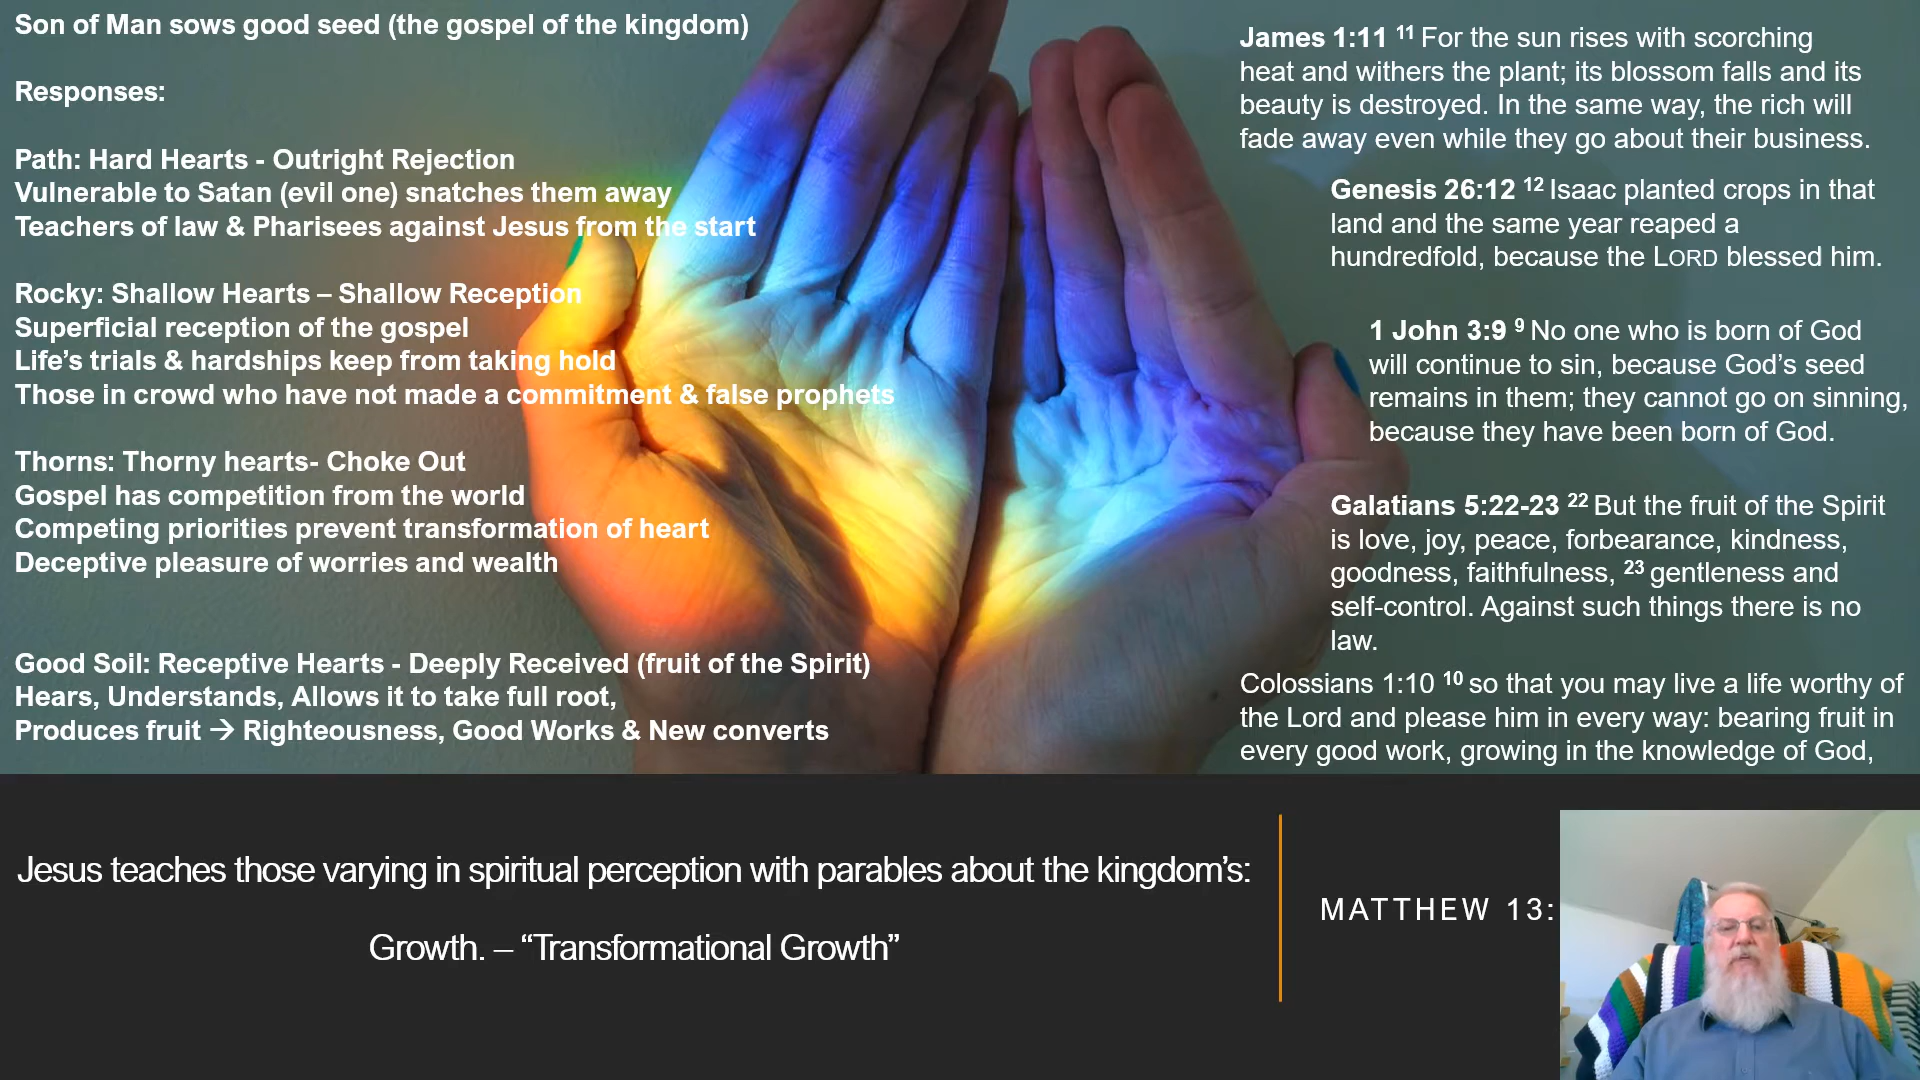 Son of Man sows good seed (the gospel of the kingdom)
Responses:
Path: Hard Hearts - Outright Rejection
Vulnerable to Satan (evil one) snatches them away
Teachers of law & Pharisees against Jesus from the start
Rocky: Shallow Hearts – Shallow Reception
Superficial reception of the gospel
Life’s trials & hardships keep from taking hold
Those in crowd who have not made a commitment & false prophets
Thorns: Thorny hearts- Choke Out
Gospel has competition from the world
Competing priorities prevent transformation of heart
Deceptive pleasure of worries and wealth
Good Soil: Receptive Hearts - Deeply Received (fruit of the Spirit)
Hears, Understands, Allows it to take full root,
Produces fruit → Righteousness, Good Works & New converts
James 1:11 11 For the sun rises with scorching
heat and withers the plant; its blossom falls and its
beauty is destroyed. In the same way, the rich will
fade away even while they go about their business.
Genesis 26:12 12 Isaac planted crops in that
land and the same year reaped a
hundredfold, because the LORD blessed him.
1 John 3:9 9 No one who is born of God
will continue to sin, because God’s seed
remains in them; they cannot go on sinning,
because they have been born of God.
Galatians 5:22-23 22 But the fruit of the Spirit
is love, joy, peace, forbearance, kindness,
goodness, faithfulness, 23 gentleness and
self-control. Against such things there is no
law.
Colossians 1:10 10 so that you may live a life worthy of
the Lord and please him in every way: bearing fruit in
every good work, growing in the knowledge of God,
Jesus teaches those varying in spiritual perception with parables about the kingdom’s:
Growth. – “Transformational Growth”
MATTHEW 13: